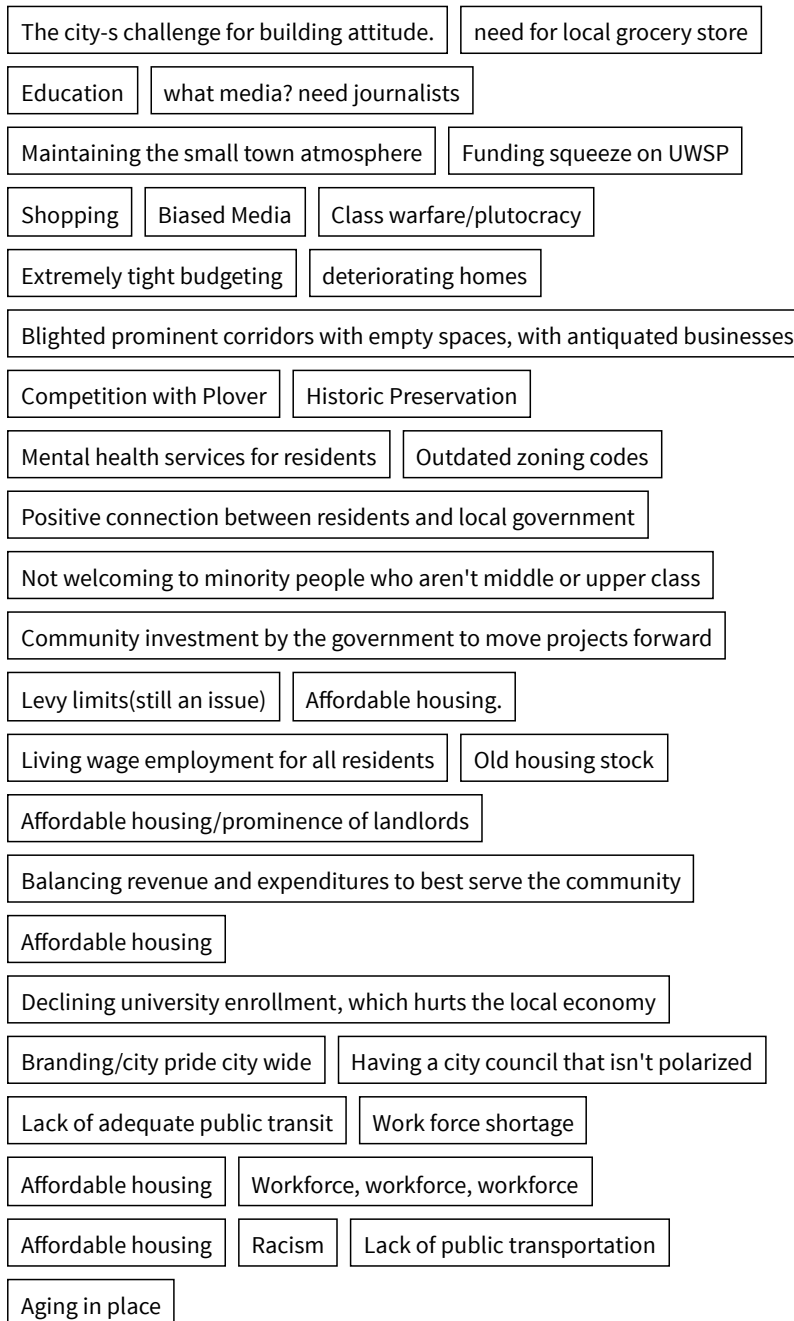 The city-s challenge for building attitude. need for local grocery store
Education what media? need journalists
Maintaining the small town atmosphere Funding squeeze on UWSP
Shopping Biased Media Class warfare/plutocracy
Extremely tight budgeting deteriorating homes
Blighted prominent corridors with empty spaces, with antiquated businesses
Competition with Plover Historic Preservation
Mental health services for residents Outdated zoning codes
Positive connection between residents and local government
Not welcoming to minority people who aren't middle or upper class
Community investment by the government to move projects forward
Levy limits(still an issue) Affordable housing.
Living wage employment for all residents Old housing stock
Affordable housing/prominence of landlords
Balancing revenue and expenditures to best serve the community
Affordable housing
Declining university enrollment, which hurts the local economy
Branding/city pride city wide Having a city council that isn't polarized
Lack of adequate public transit Work force shortage
Affordable housing Workforce, workforce, workforce
Affordable housing Racism Lack of public transportation
Aging in place